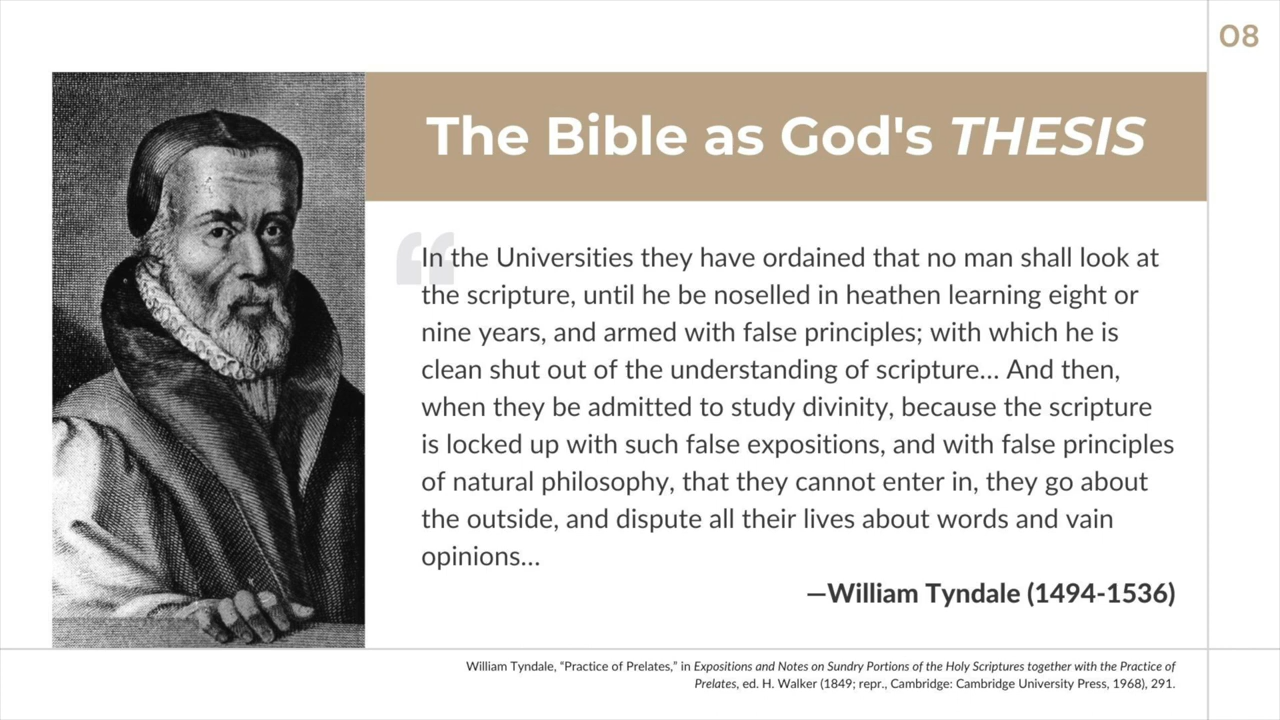 08
The Bible as God's THESIS
“
In the Universities they have ordained that no man shall look at
the scripture, until he be noselled in heathen learning eight or
nine years, and armed with false principles; with which he is
clean shut out of the understanding of scripture... And then,
when they be admitted to study divinity, because the scripture
is locked up with such false expositions, and with false principles
of natural philosophy, that they cannot enter in, they go about
the outside, and dispute all their lives about words and vain
opinions...
—William Tyndale (1494-1536)
William Tyndale, “Practice of Prelates,” in Expositions and Notes on Sundry Portions of the Holy Scriptures together with the Practice of
Prelates, ed. H. Walker (1849; repr., Cambridge: Cambridge University Press, 1968), 291.